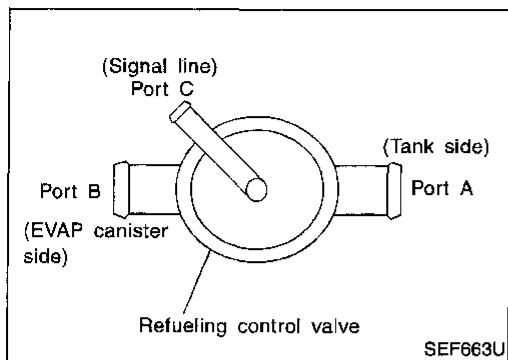 (Signal line)
Port C
(Tank side)
Port B
Port A
(EVAP canister
side)
Refueling control valve
SEF663U